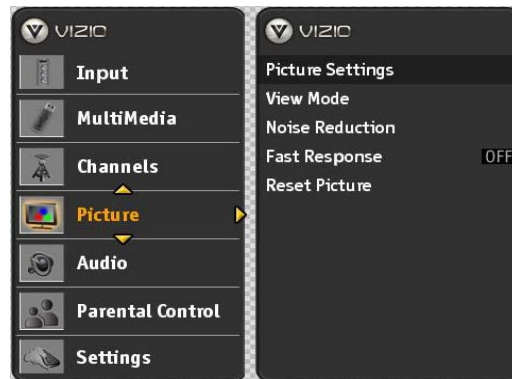 V VIZIO
Input
MultiMedia
Channels
Picture
Audio
Parental Control
Settings
V VIZIO
Picture Settings
View Mode
Noise Reduction
Fast Response OFF
Reset Picture